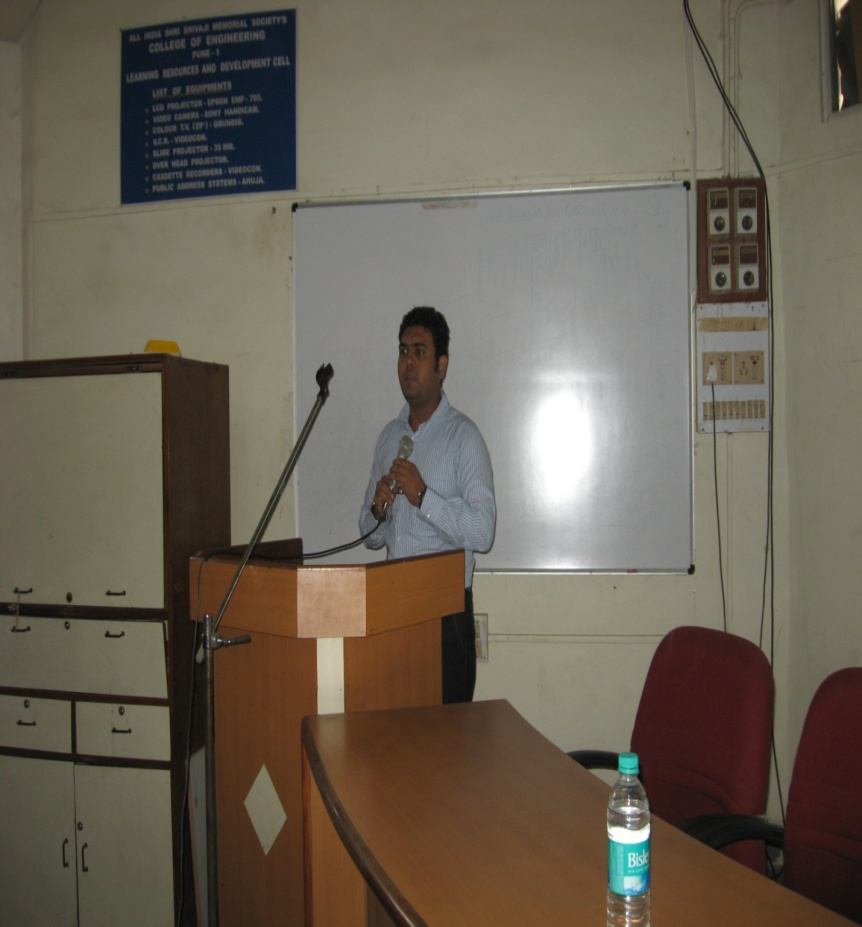 ALL INDIA SHRI SHIVAJI MEMORIAL SOCIETY'S
COLLEGE OF ENGINEERING
PUNE - 1
LEARNING RESOURCES AND DEVELOPMENT CELL
LIST OF EQUIPMENTS
LCD PROJECTOR - EPSON EMP - 703.
VIDEO CAMERA - SONY HANDICAM.
COLOUR T.V. (29") - GRUNDIG.
V.C.R. - VIDEOCON.
SLIDE PROJECTOR - 35 MM.
OVER HEAD PROJECTOR.
CASSETTE RECORDERS - VIDEOCON.
PUBLIC ADDRESS SYSTEMS - AHUJA.
Bisle